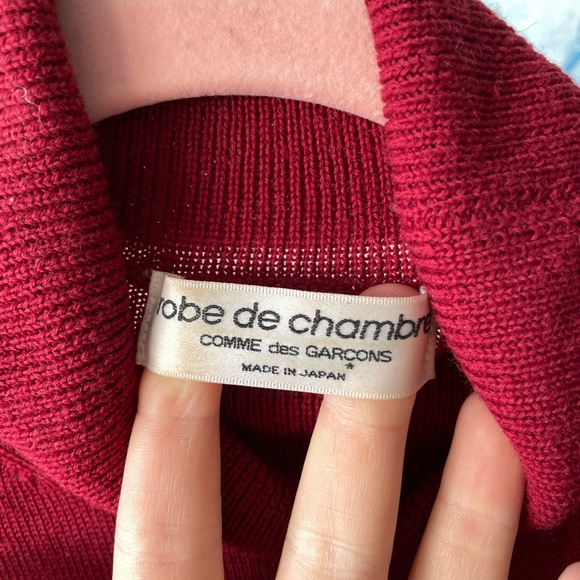 robe de chambre
COMME des GARÇONS
*
MADE IN JAPAN